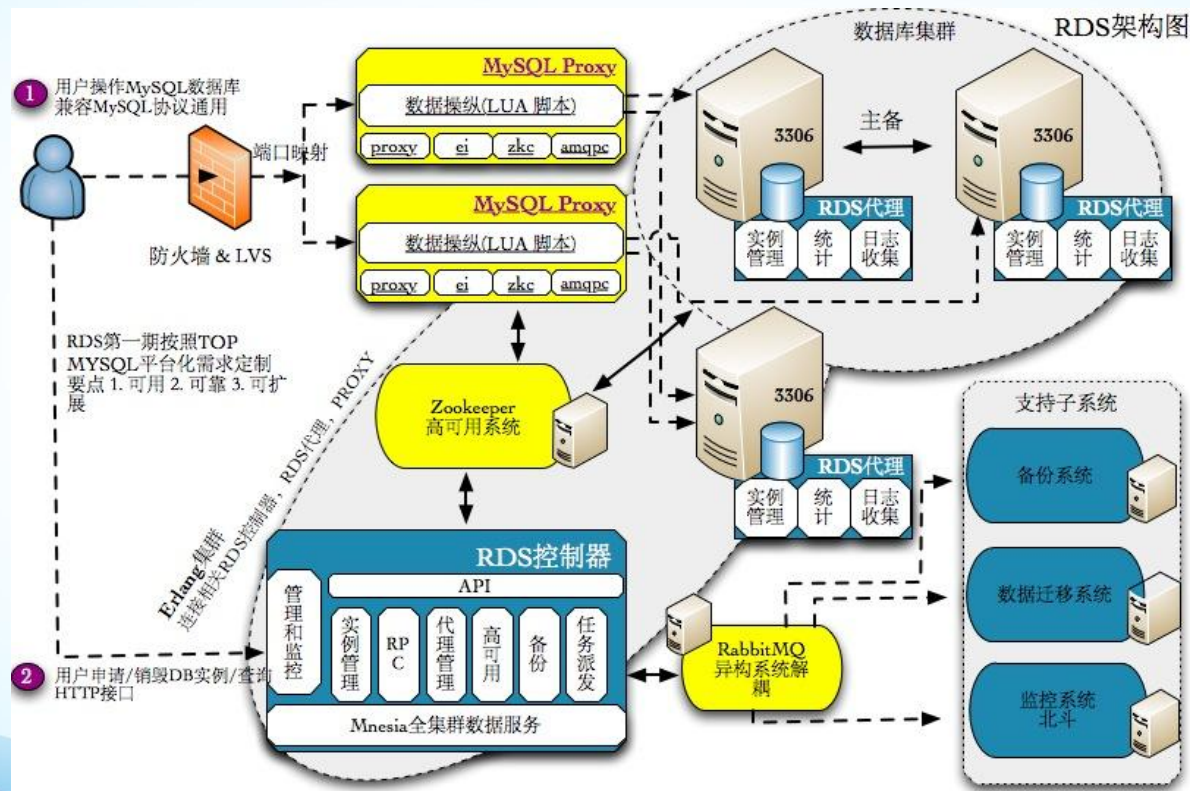 RDS架构图
数据库集群
1
用户操作MySQL数据库
兼容MySQL协议通用
端口映射
防火墙 & LVS
MySQL Proxy
数据操纵(LUA 脚本)
proxy
ei
zkc
amqpc
MySQL Proxy
数据操纵(LUA 脚本)
proxy
ei
zkc
amqpc
3306
主备
3306
RDS代理
实例
管理
统
计
日志
收集
RDS代理
实例
管理
统
计
日志
收集
RDS第一期按照TOP
MYSQL平台化需求定制
要点 1. 可用 2. 可靠 3. 可扩
展
Zookeeper
高可用系统
3306
RDS代理
实例
管理
统
计
日志
收集
Erlang集群
连接相关RDS控制器，RDS代理，PROXY
支持子系统
备份系统
数据迁移系统
监控系统
北斗
RDS控制器
管理和监控
API
实例管理
RPC
代理管理
高可用
备份
任务派发
Mnesia全集群数据服务
RabbitMQ
异构系统解
耦
2
用户申请/销毁DB实例/查询
HTTP接口